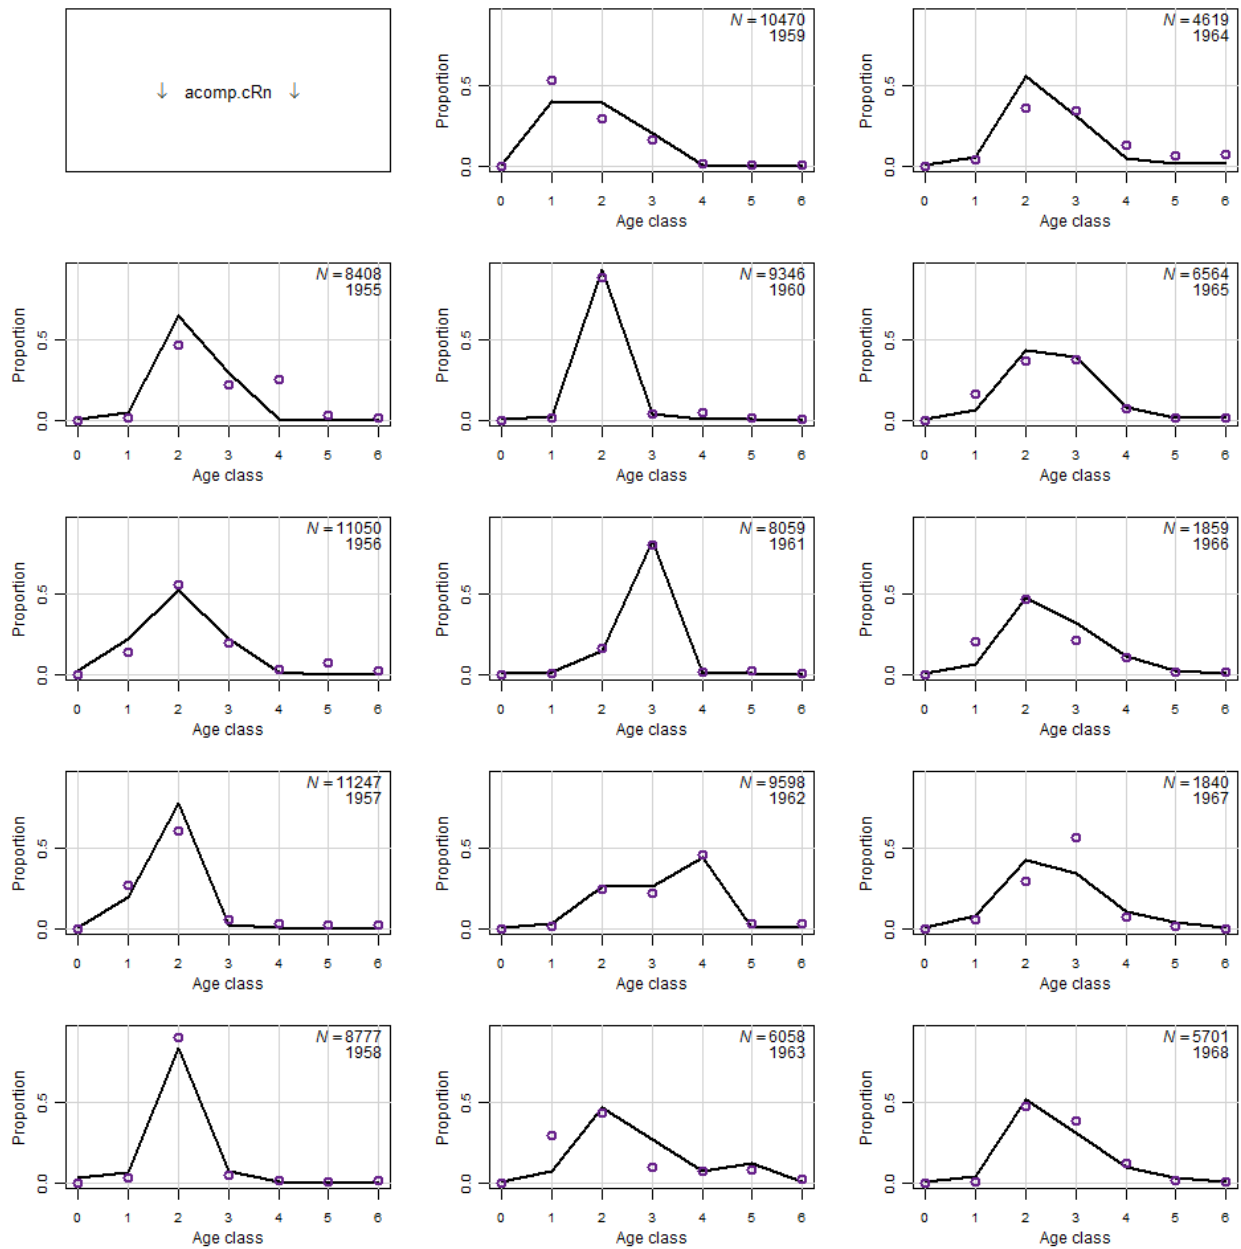 ↓ acomp.cRn ↓
Proportion
0.0 0.5
N = 10470
1959
0 1 2 3 4 5 6
Age class
Proportion
0.0 0.5
N = 4619
1964
0 1 2 3 4 5 6
Age class
Proportion
0.0 0.5
N = 8408
1955
0 1 2 3 4 5 6
Age class
Proportion
0.0 0.5
N = 9346
1960
0 1 2 3 4 5 6
Age class
Proportion
0.0 0.5
N = 6564
1965
0 1 2 3 4 5 6
Age class
Proportion
0.0 0.5
N = 11050
1956
0 1 2 3 4 5 6
Age class
Proportion
0.0 0.5
N = 8059
1961
0 1 2 3 4 5 6
Age class
Proportion
0.0 0.5
N = 1859
1966
0 1 2 3 4 5 6
Age class
Proportion
0.0 0.5
N = 11247
1957
0 1 2 3 4 5 6
Age class
Proportion
0.0 0.5
N = 9598
1962
0 1 2 3 4 5 6
Age class
Proportion
0.0 0.5
N = 1840
1967
0 1 2 3 4 5 6
Age class
Proportion
0.0 0.5
N = 8777
1958
0 1 2 3 4 5 6
Age class
Proportion
0.0 0.5
N = 6058
1963
0 1 2 3 4 5 6
Age class
Proportion
0.0 0.5
N = 5701
1968
0 1 2 3 4 5 6
Age class